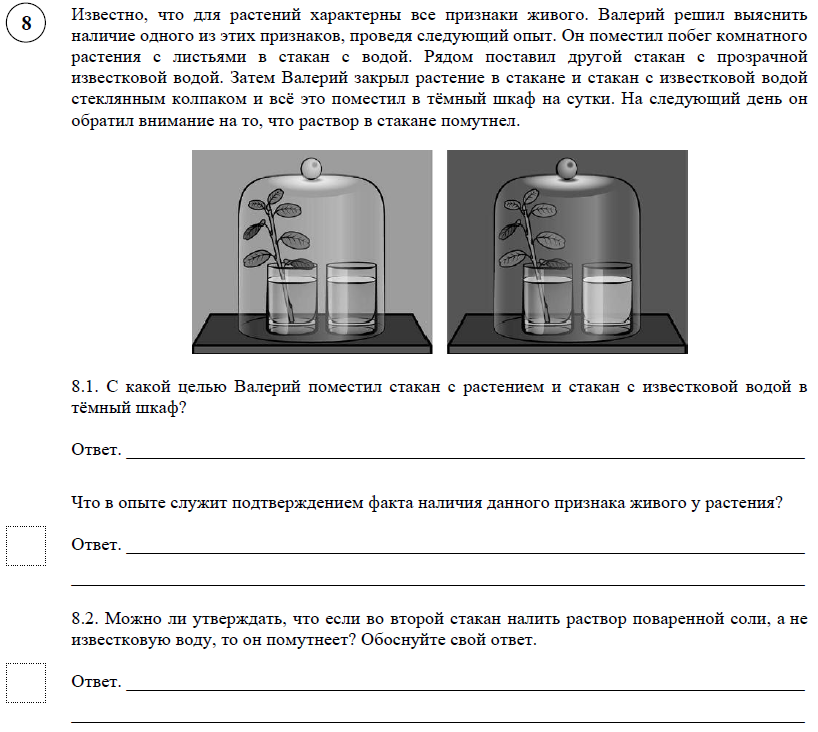 8
Известно, что для растений характерны все признаки живого. Валерий решил выяснить
наличие одного из этих признаков, проведя следующий опыт. Он поместил побег комнатного
растения с листьями в стакан с водой. Рядом поставил другой стакан с прозрачной
известковой водой. Затем Валерий закрыл растение в стакане и стакан с известковой водой
стеклянным колпаком и всё это поместил в тёмный шкаф на сутки. На следующий день он
обратил внимание на то, что раствор в стакане помутнел.
8.1. С какой целью Валерий поместил стакан с растением и стакан с известковой водой в
тёмный шкаф?
Ответ.
Что в опыте служит подтверждением факта наличия данного признака живого у растения?
Ответ.
8.2. Можно ли утверждать, что если во второй стакан налить раствор поваренной соли, а не
известковую воду, то он помутнеет? Обоснуйте свой ответ.
Ответ.